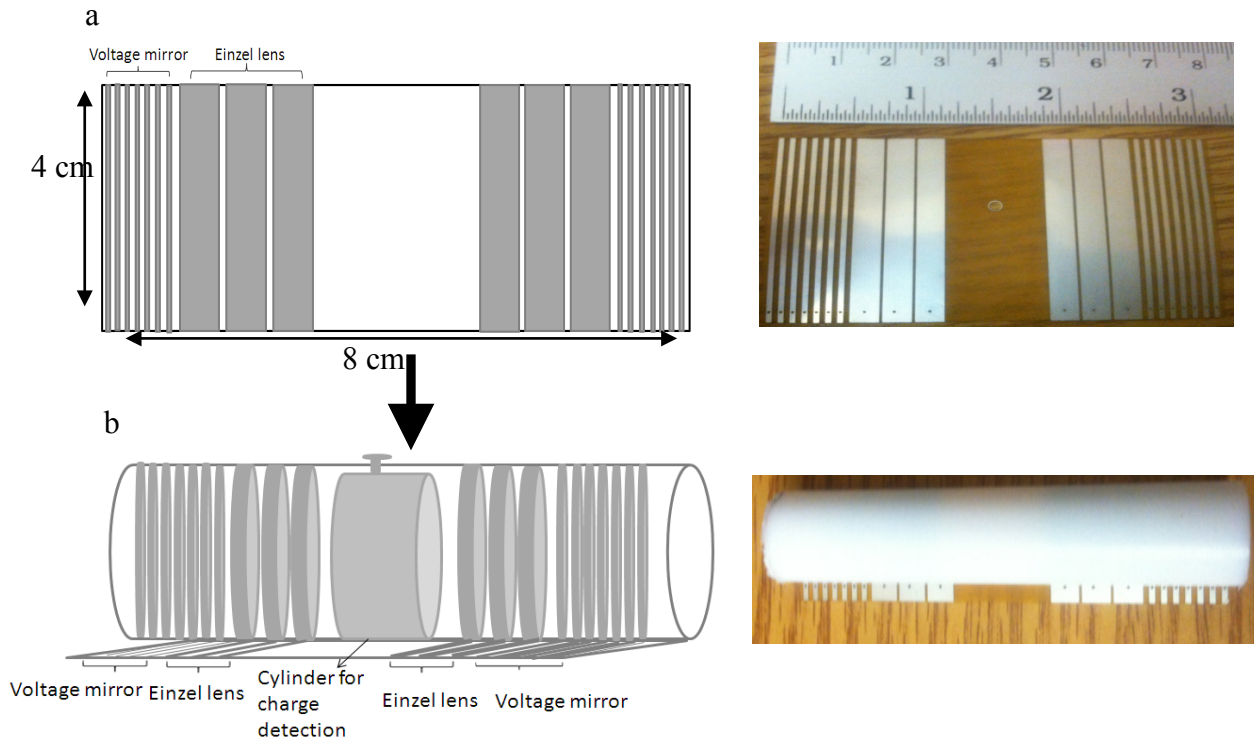 a
Voltage mirror
Einzel lens
4 cm
8 cm
1 2 3 4 5 6 7 8
1 2 3
b
Voltage mirror
Einzel lens
Cylinder for
charge
detection
Einzel lens
Voltage mirror